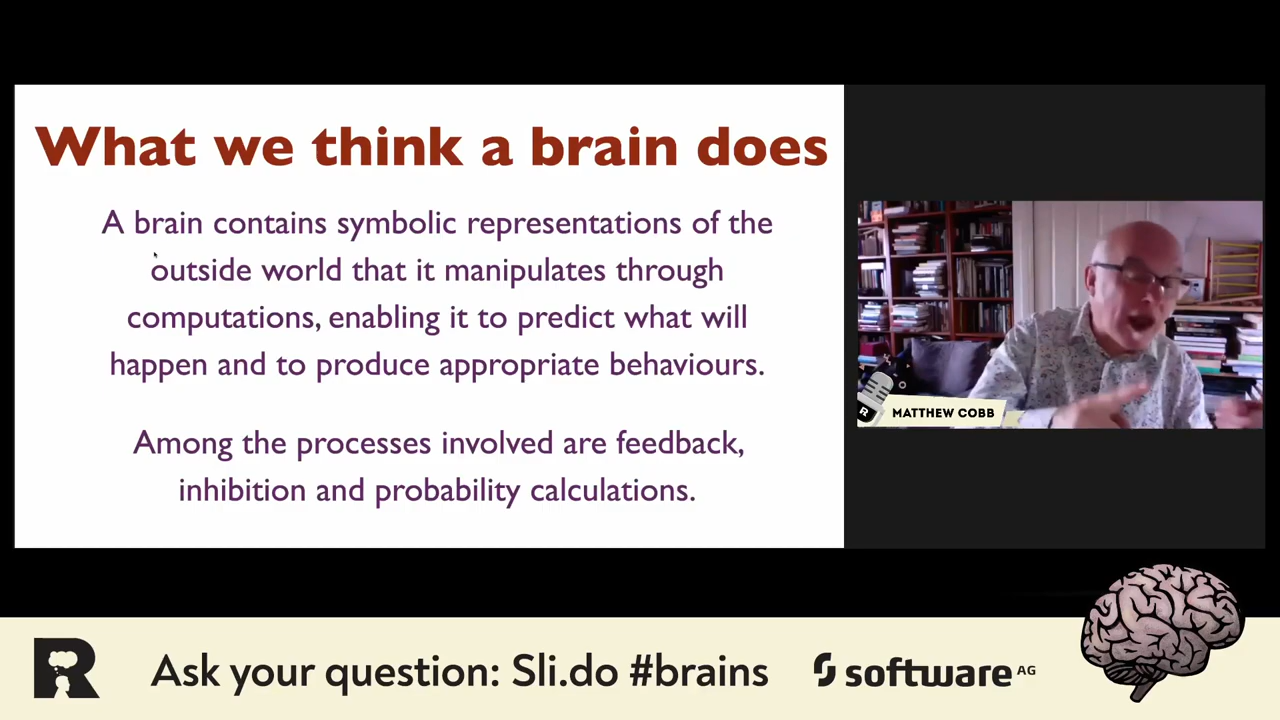 What we think a brain does
A brain contains symbolic representations of the
outside world that it manipulates through
computations, enabling it to predict what will
happen and to produce appropriate behaviours.
Among the processes involved are feedback,
inhibition and probability calculations.
R
MATTHEW COBB
R
Ask your question: Sli.do #brains
software AG